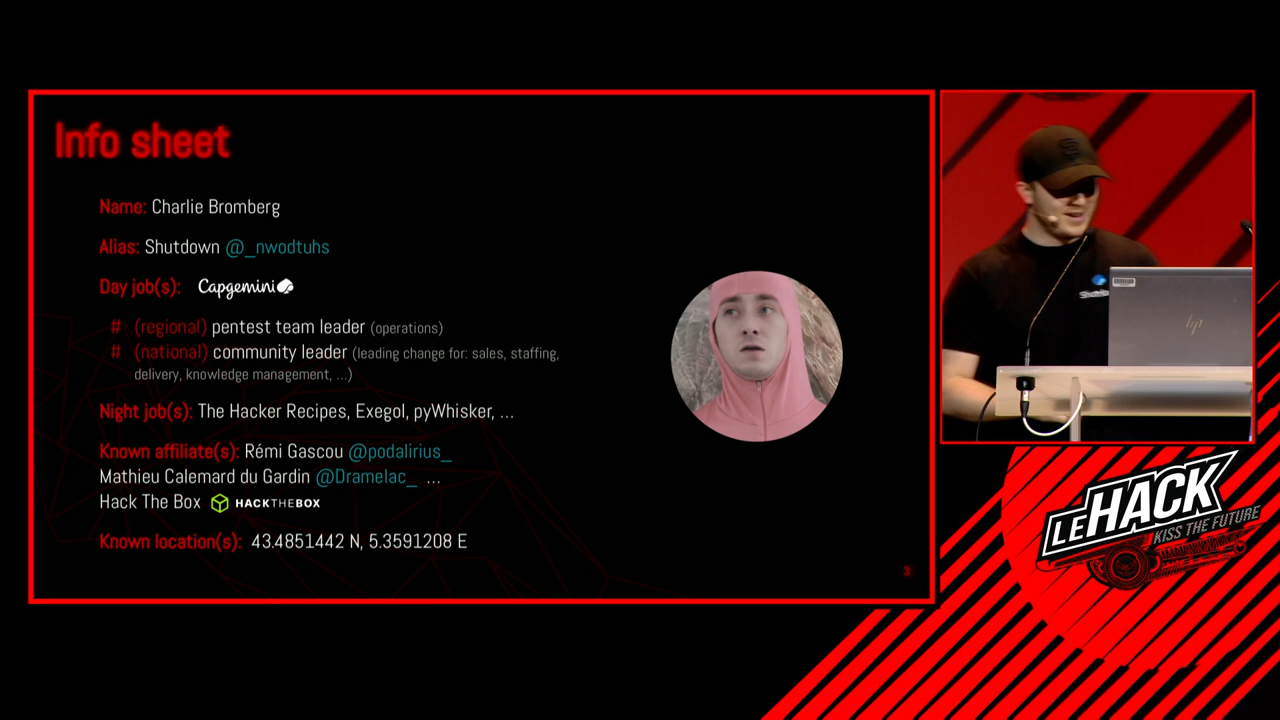 Info sheet
Name: Charlie Bromberg
Alias: Shutdown @_nwodtuhs
Day job(s): Capgemini
# (regional) pentest team leader (operations)
# (national) community leader (leading change for: sales, staffing,
delivery, knowledge management, ...)
Night job(s): The Hacker Recipes, Exegol, pyWhisker, ...
Known affiliate(s): Rémi Gascou @podalirius_
Mathieu Calemard du Gardin @Dramelac_ ...
Hack The Box HACKTHEBOX
Known location(s): 43.4851442 N, 5.3591208 E
3
hp
LEHACK
KISS THE FUTURE